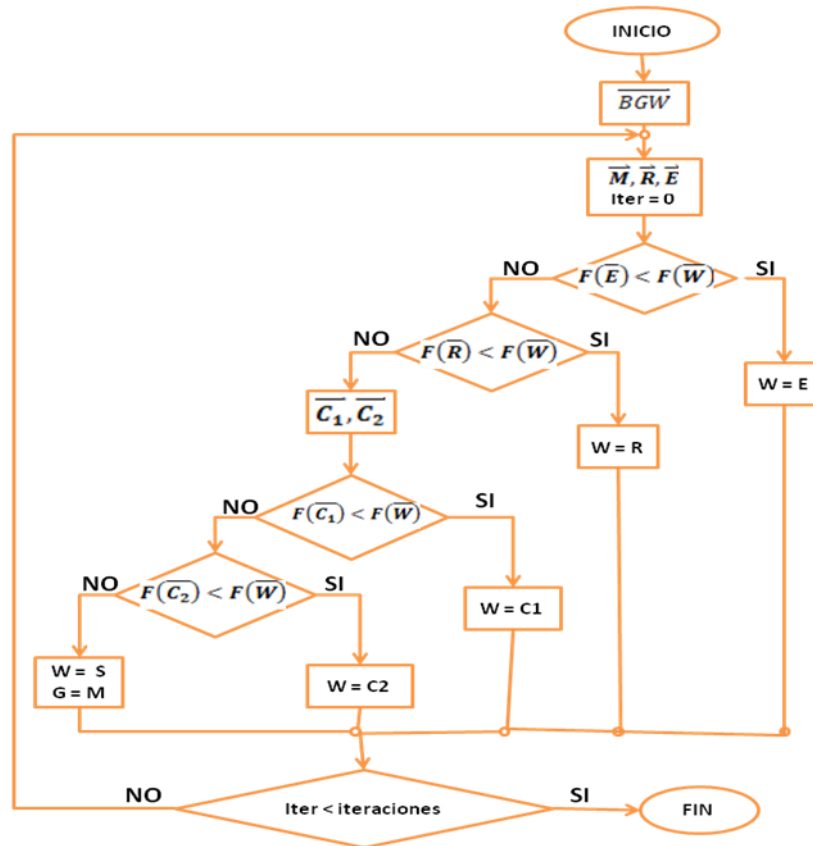 INICIO
BGW
M, R, E
Iter = 0
NO
F(E) < F(W)
SI
NO
F(R) < F(W)
SI
W = E
C₁, C₂
W = R
NO
F(C₁) < F(W)
SI
NO
F(C₂) < F(W)
SI
W = C1
W = S
G = M
W = C2
NO
Iter < iteraciones
SI
FIN